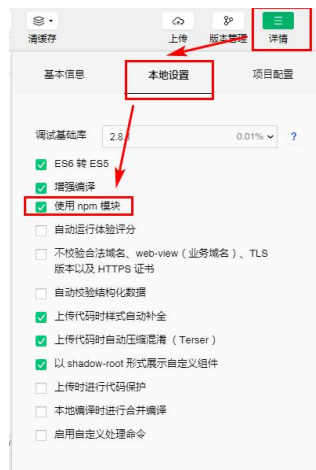 清缓存 上传 版本管理 详情
基本信息 本地设置 项目配置
调试基础库 2.8. 0.01% ?
ES6 转 ES5
增强编译
使用 npm 模块
自动运行体验评分
不校验合法域名、web-view（业务域名）、TLS
版本以及 HTTPS 证书
自动校验结构化数据
上传代码时样式自动补全
上传代码时自动压缩混淆（Terser）
以 shadow-root 形式展示自定义组件
上传时进行代码保护
本地编译时进行合并编译
启用自定义处理命令